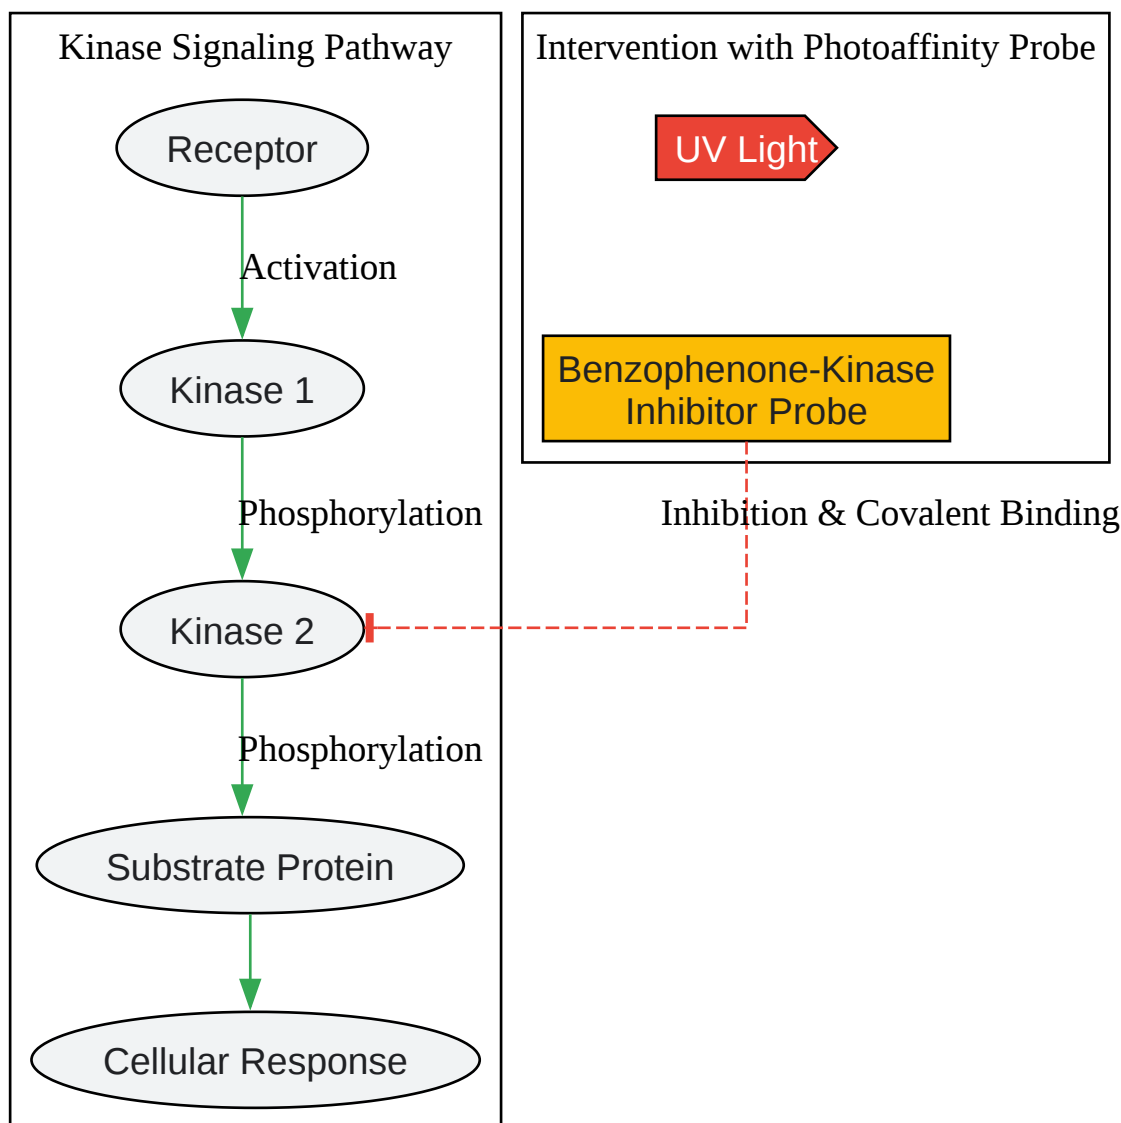 Kinase Signaling Pathway
Receptor
Activation
Kinase 1
Phosphorylation
Kinase 2
Phosphorylation
Substrate Protein
Cellular Response
Intervention with Photoaffinity Probe
UV Light
Benzophenone-Kinase
Inhibitor Probe
Inhibition & Covalent Binding